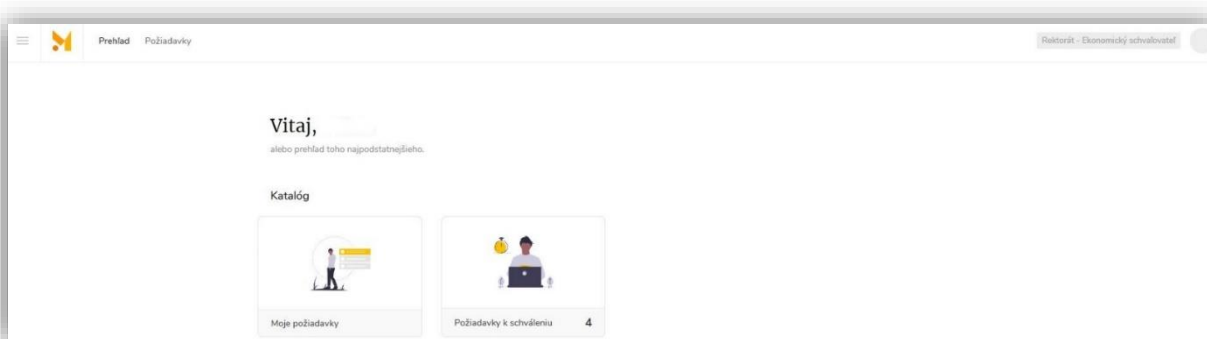 Prehľad Požiadavky Rektorát - Ekonomický schvaľovateľ
Vitaj,
alebo prehľad toho najpodstatnejšieho.
Katalóg
Moje požiadavky Požiadavky k schváleniu 4